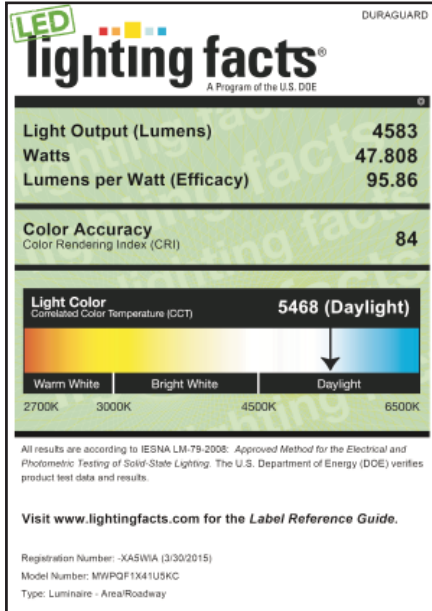 DURAGUARD
LED
lighting facts®
A Program of the U.S. DOE
Light Output (Lumens) 4583
Watts 47.808
Lumens per Watt (Efficacy) 95.86
Color Accuracy
Color Rendering Index (CRI) 84
Light Color
Correlated Color Temperature (CCT) 5468 (Daylight)
Warm White Bright White Daylight
2700K 3000K 4500K 6500K
All results are according to IESNA LM-79-2008: Approved Method for the Electrical and
Photometric Testing of Solid-State Lighting. The U.S. Department of Energy (DOE) verifies
product test data and results.
Visit www.lightingfacts.com for the Label Reference Guide.
Registration Number: -XA5WIA (3/30/2015)
Model Number: MWPQF1X41U5KC
Type: Luminaire - Area/Roadway